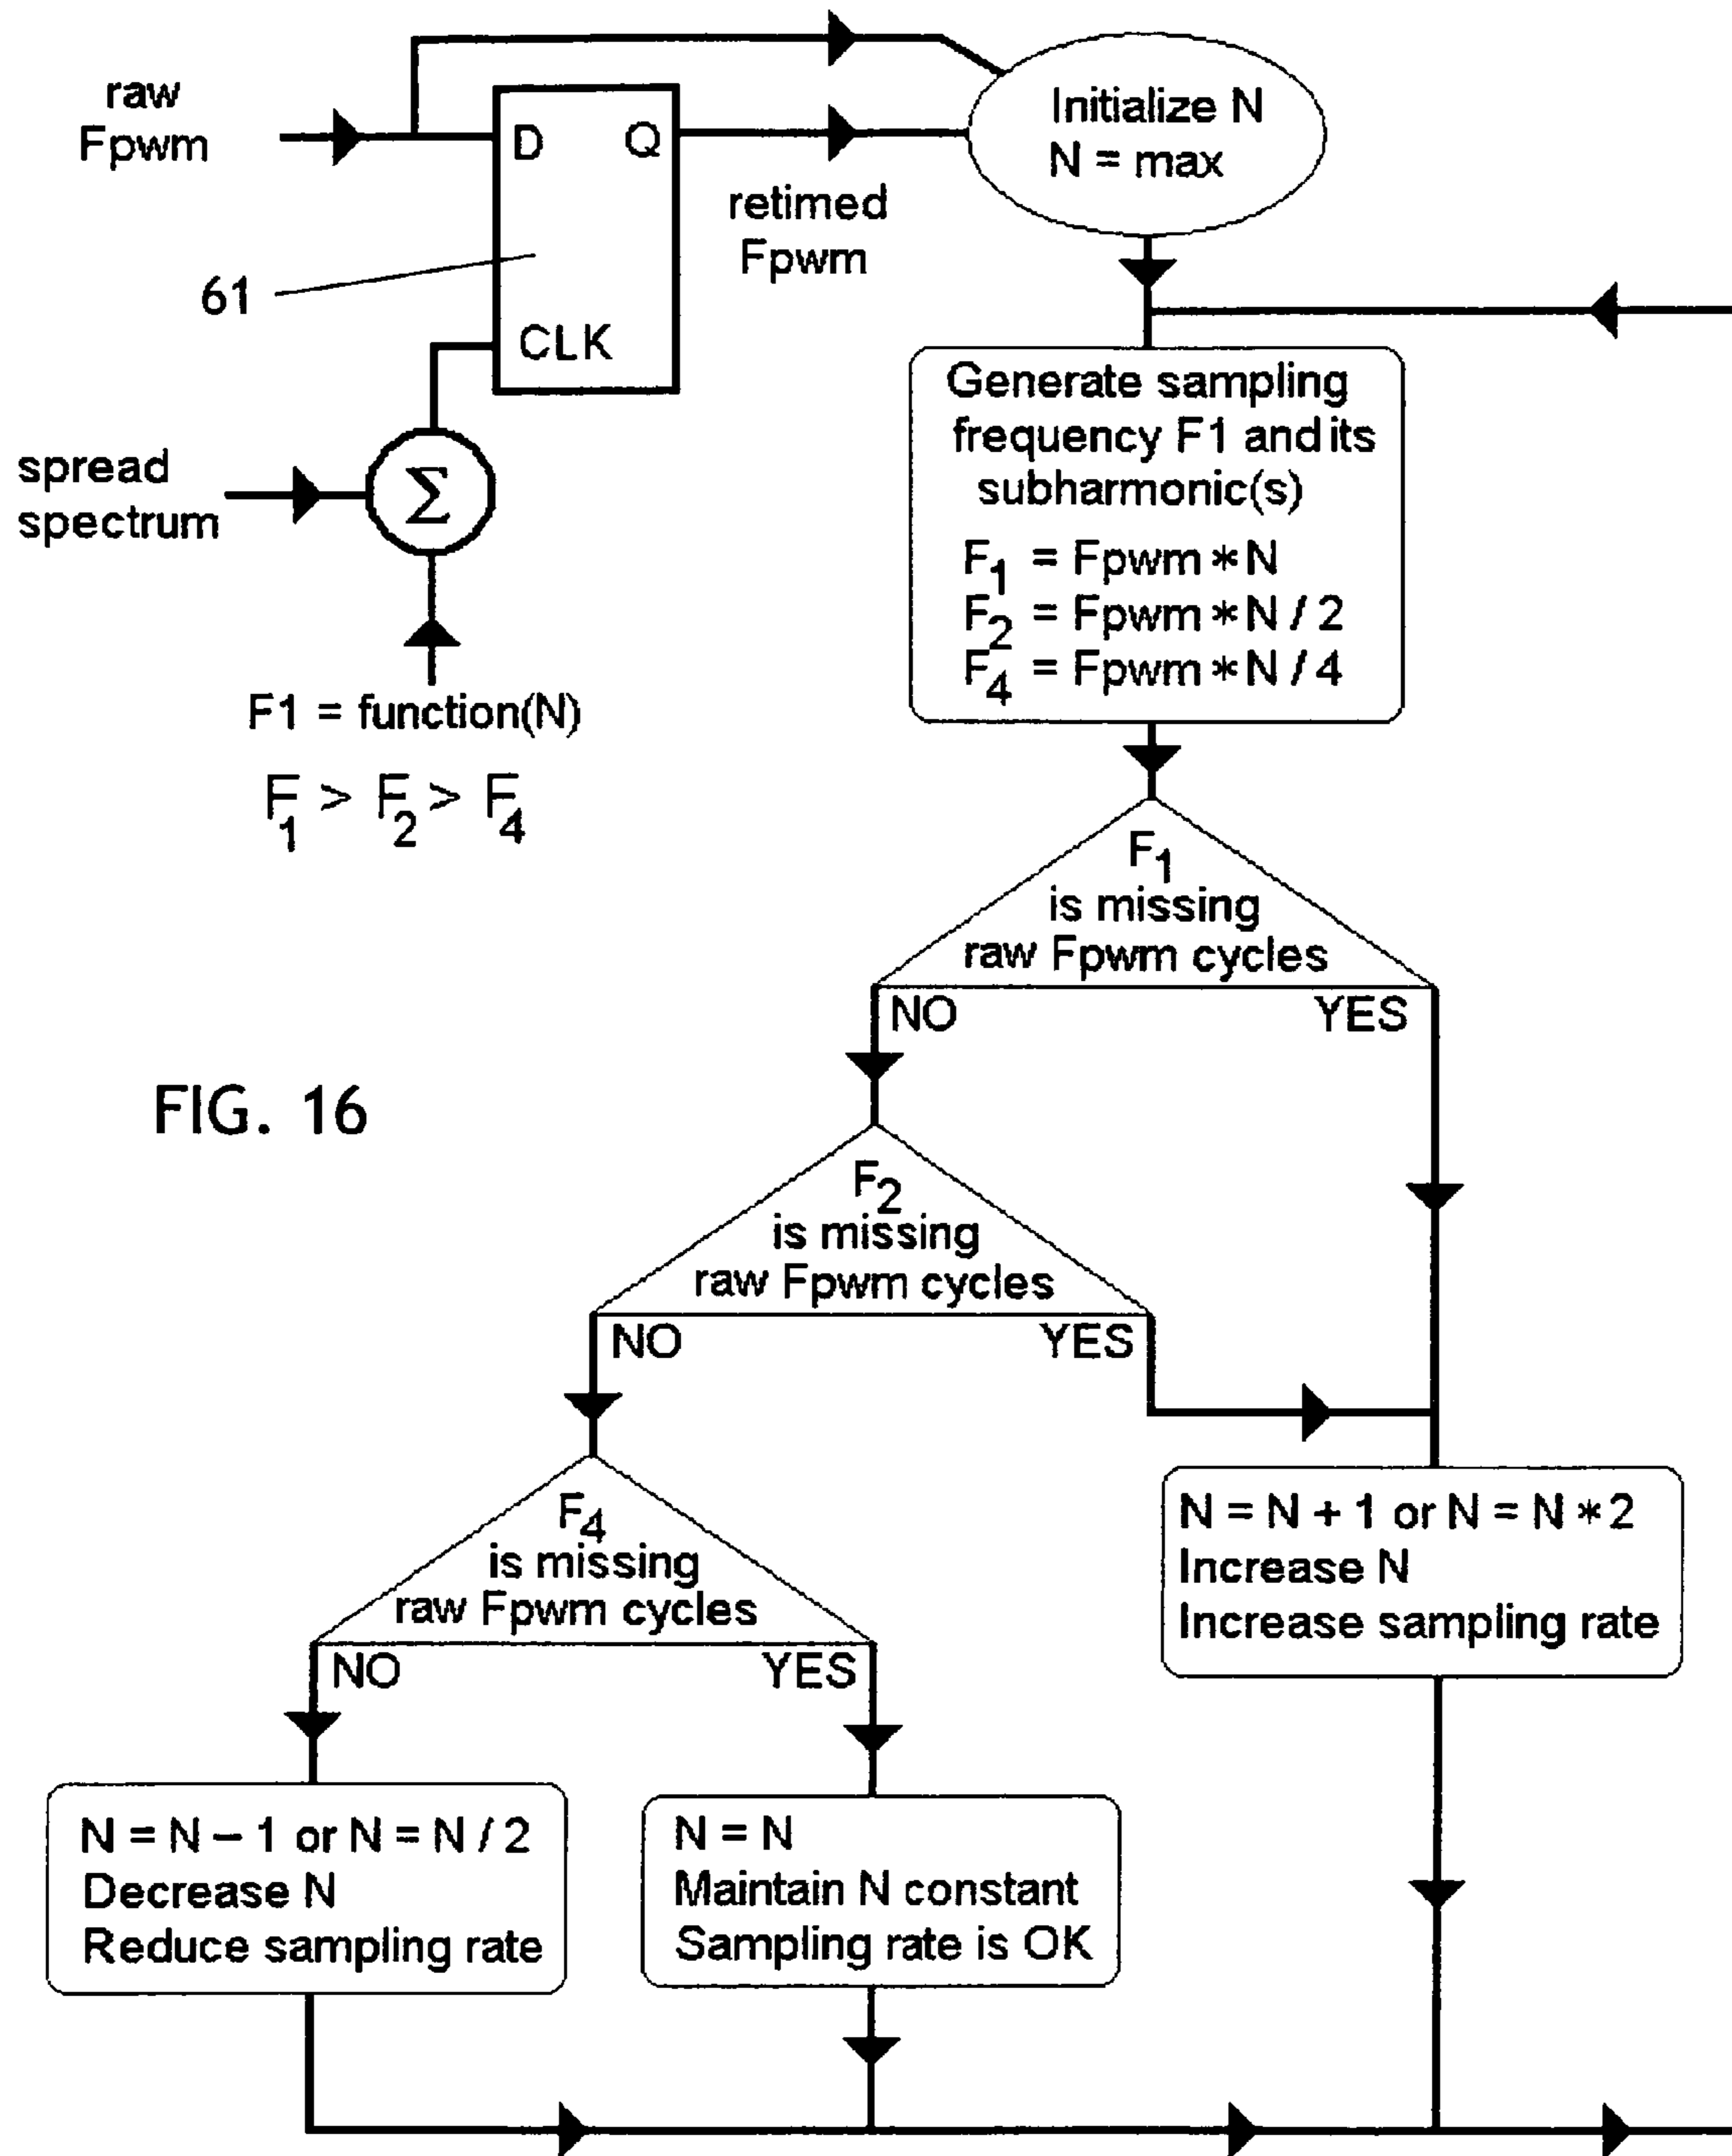 raw
Fpwm
D
Q
CLK
61
retimed
Fpwm
Initialize N
N = max
spread
spectrum
Σ
F1 = function(N)
F1 > F2 > F4
Generate sampling
frequency F1 and its
subharmonic(s)
F1 = Fpwm * N
F2 = Fpwm * N / 2
F4 = Fpwm * N / 4
F1
is missing
raw Fpwm cycles
NO
YES
FIG. 16
F2
is missing
raw Fpwm cycles
NO
YES
F4
is missing
raw Fpwm cycles
NO
YES
N = N + 1 or N = N * 2
Increase N
Increase sampling rate
N = N – 1 or N = N / 2
Decrease N
Reduce sampling rate
N = N
Maintain N constant
Sampling rate is OK